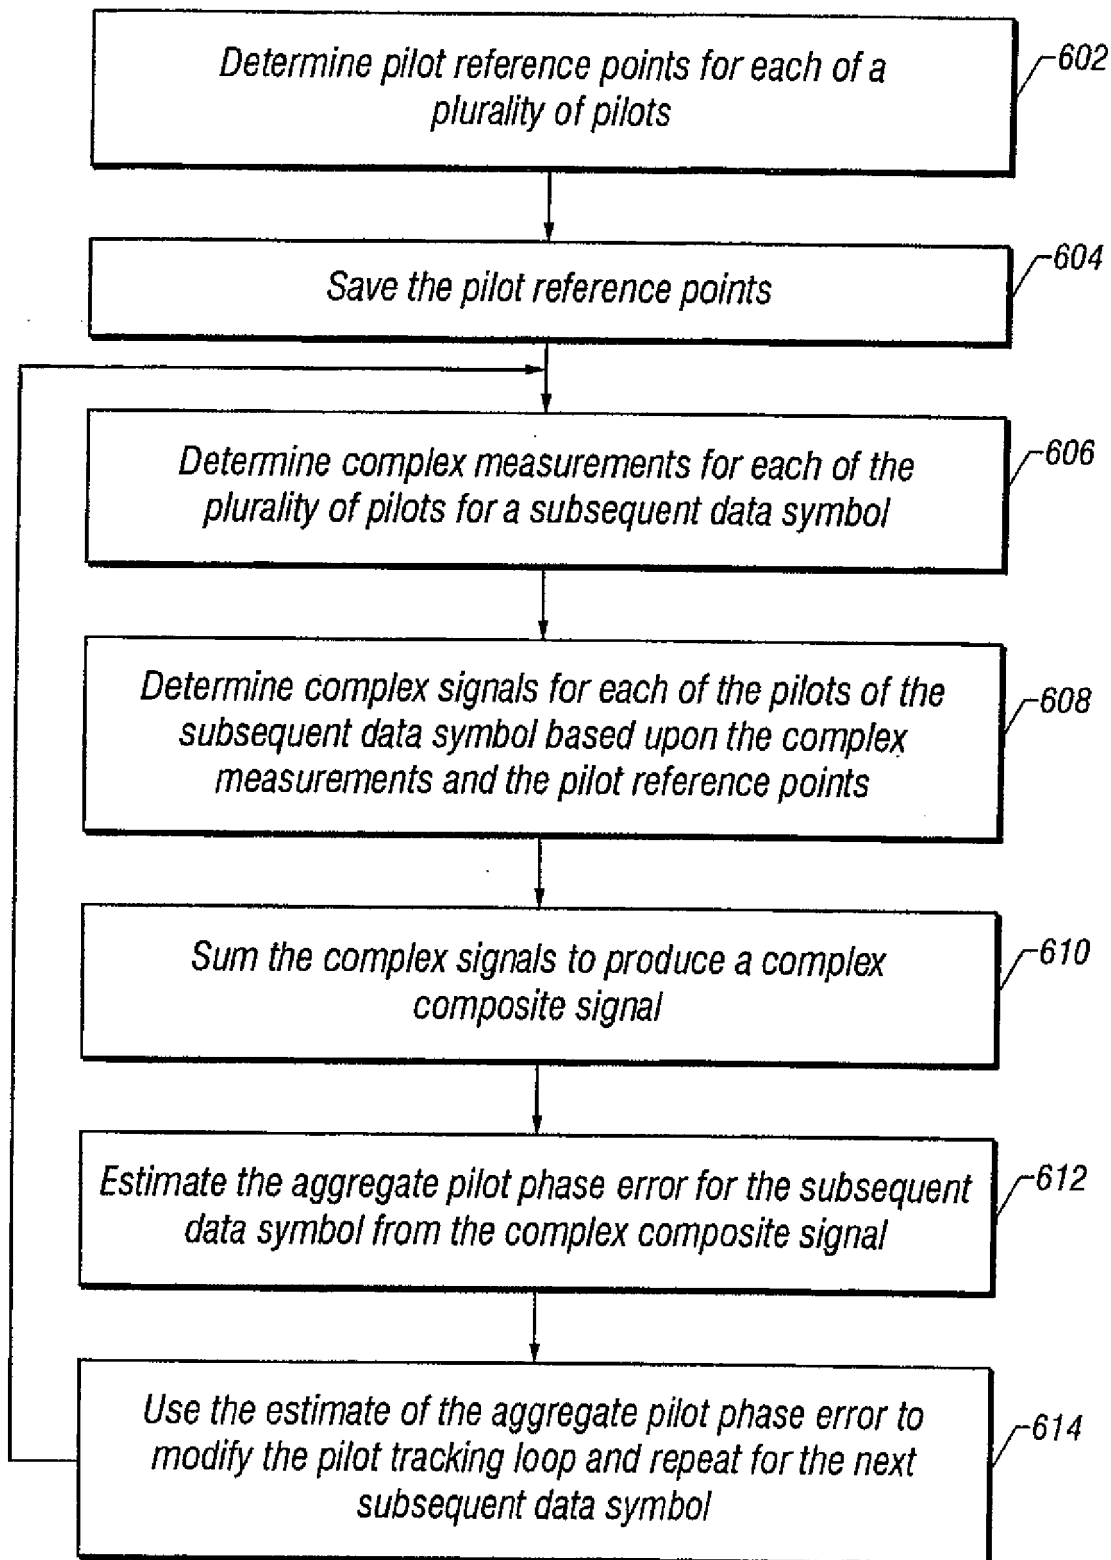 Determine pilot reference points for each of a
plurality of pilots
602
Save the pilot reference points
604
Determine complex measurements for each of the
plurality of pilots for a subsequent data symbol
606
Determine complex signals for each of the pilots of the
subsequent data symbol based upon the complex
measurements and the pilot reference points
608
Sum the complex signals to produce a complex
composite signal
610
Estimate the aggregate pilot phase error for the subsequent
data symbol from the complex composite signal
612
Use the estimate of the aggregate pilot phase error to
modify the pilot tracking loop and repeat for the next
subsequent data symbol
614